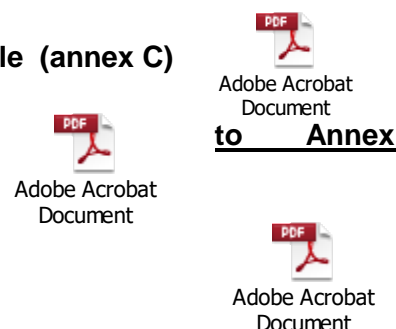 PDF
le (annex C)
Adobe Acrobat
Document
to Annex
PDF
Adobe Acrobat
Document
PDF
Adobe Acrobat
Document